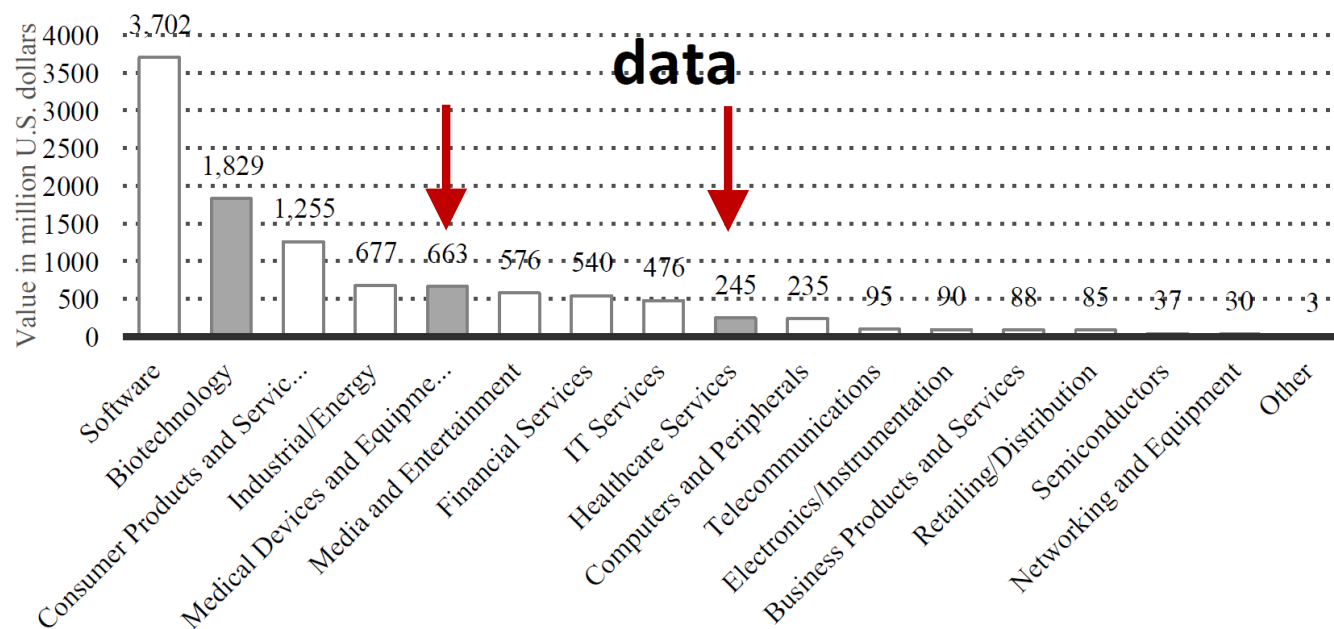 data
Value in million U.S. dollars
4000
3500
3000
2500
2000
1500
1000
500
0
3,702
1,829
1,255
677
663
576
540
476
245
235
95
90
88
85
37
30
3
Software
Biotechnology
Consumer Products and Servic...
Industrial/Energy
Medical Devices and Equipme...
Media and Entertainment
Financial Services
IT Services
Healthcare Services
Computers and Peripherals
Telecommunications
Electronics/Instrumentation
Business Products and Services
Retailing/Distribution
Semiconductors
Networking and Equipment
Other